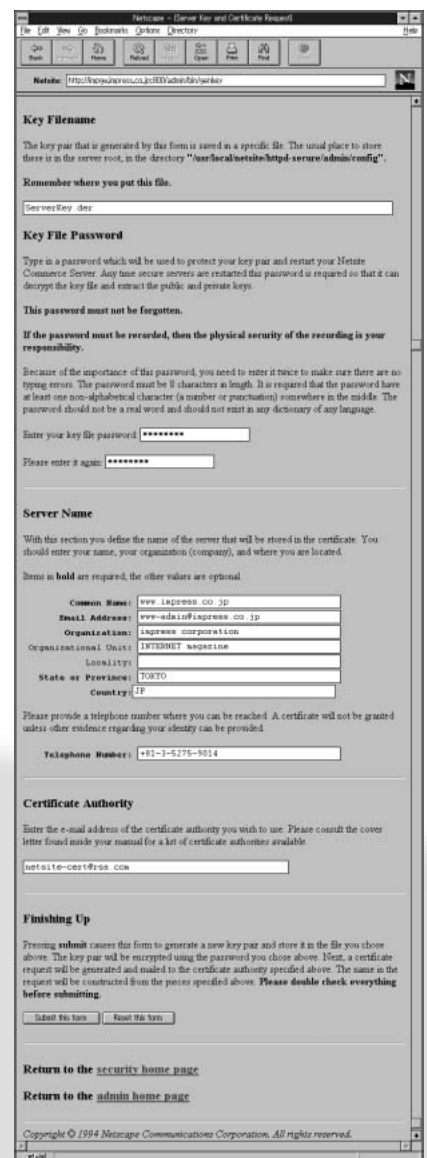 Netscape - [Server Key and Certificate Request]
File Edit View Go Bookmarks Options Directory Help
Back Home Reload Open Print Find
Netsite: http://inpgw.impress.co.jp:800/admin/bin/genkey
N
Key Filename
The key pair that is generated by this form is saved in a specific file. The usual place to store
there is in the server root, in the directory "/usr/local/netsite/httpd-secure/admin/config".
Remember where you put this file.
ServerKey der
Key File Password
Type in a password which will be used to protect your key pair and restart your Netsite
Commerce Server. Any time secure servers are restarted this password is required so that it can
decrypt the key file and extract the public and private keys.
This password must not be forgotten.
If the password must be recorded, then the physical security of the recording is your
responsibility.
Because of the importance of this password, you need to enter it twice to make sure there are no
typing errors. The password must be 8 characters in length. It is required that the password have
at least one non-alphabetical character (a number or punctuation) somewhere in the middle. The
password should not be a real word and should not exist in any dictionary of any language.
Enter your key file password: ********
Please enter it again: ********
Server Name
With this section you define the name of the server that will be stored in the certificate. You
should enter your name, your organization (company), and where you are located.
Items in bold are required, the other values are optional.
Common Name: www.impress.co.jp
Email Address: www-admin@impress.co.jp
Organization: impress corporation
Organizational Unit: INTERNET magazine
Locality:
State or Province: TOKYO
Country: JP
Please provide a telephone number where you can be reached. A certificate will not be granted
unless other evidence regarding your identity can be provided.
Telephone Number: +81-3-5275-9014
Certificate Authority
Enter the e-mail address of the certificate authority you wish to use. Please consult the cover
letter found inside your manual for a list of certificate authorities available.
netsite-cert@rsa.com
Finishing Up
Pressing submit causes this form to generate a new key pair and store it in the file you chose
above. The key pair will be encrypted using the password you chose above. Next, a certificate
request will be generated and mailed to the certificate authority specified above. The name in the
request will be constructed from the pieces specified above. Please double check everything
before submitting.
Submit this form Reset this form
Return to the security home page
Return to the admin home page
Copyright © 1994 Netscape Communications Corporation. All rights reserved.